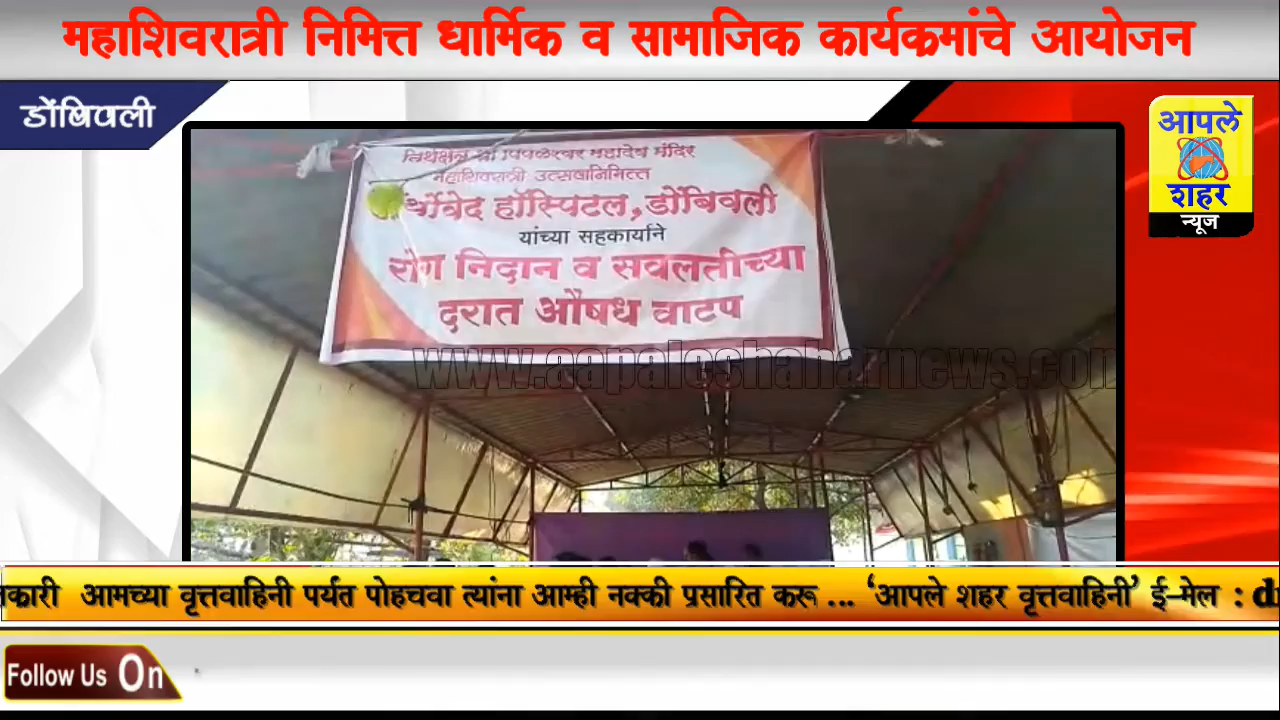 महाशिवरात्री निमित्त धार्मिक व सामाजिक कार्यक्रमांचे आयोजन
डोंबिवली
आपले
शहर
न्यूज
तिर्थक्षेत्र श्री पिंपळेश्वर महादेव मंदिर
महाशिवरात्री उत्सवानिमित्त
हॉस्पिटल, डोंबिवली
यांच्या सहकार्याने
रोग निदान व सवलतीच्या
दरात औषध वाटप
www.aapaleshaharnews.com
आमच्या वृत्तवाहिनी पर्यंत पोहचवा त्यांना आम्ही नक्की प्रसारित करू ... ‘आपले शहर वृत्तवाहिनी’ ई-मेल :
Follow Us On